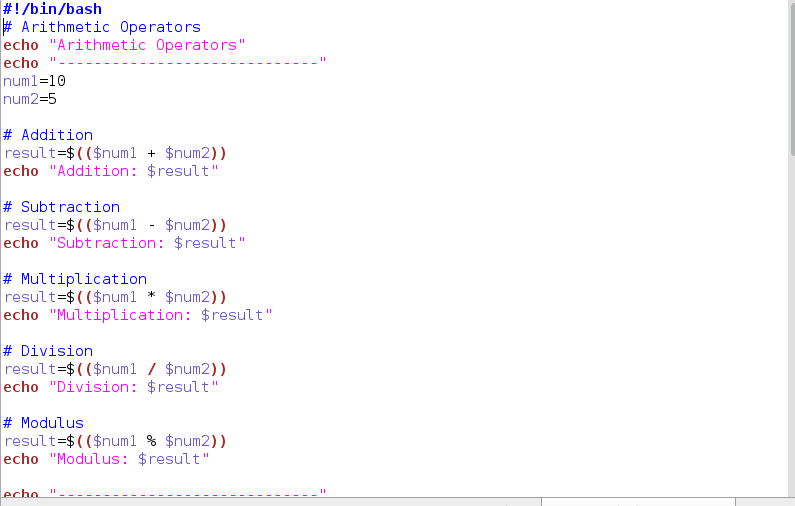 #!/bin/bash
# Arithmetic Operators
echo "Arithmetic Operators"
echo "-----------------------------"
num1=10
num2=5
# Addition
result=$(($num1 + $num2))
echo "Addition: $result"
# Subtraction
result=$(($num1 - $num2))
echo "Subtraction: $result"
# Multiplication
result=$(($num1 * $num2))
echo "Multiplication: $result"
# Division
result=$(($num1 / $num2))
echo "Division: $result"
# Modulus
result=$(($num1 % $num2))
echo "Modulus: $result"
echo "-----------------------------"